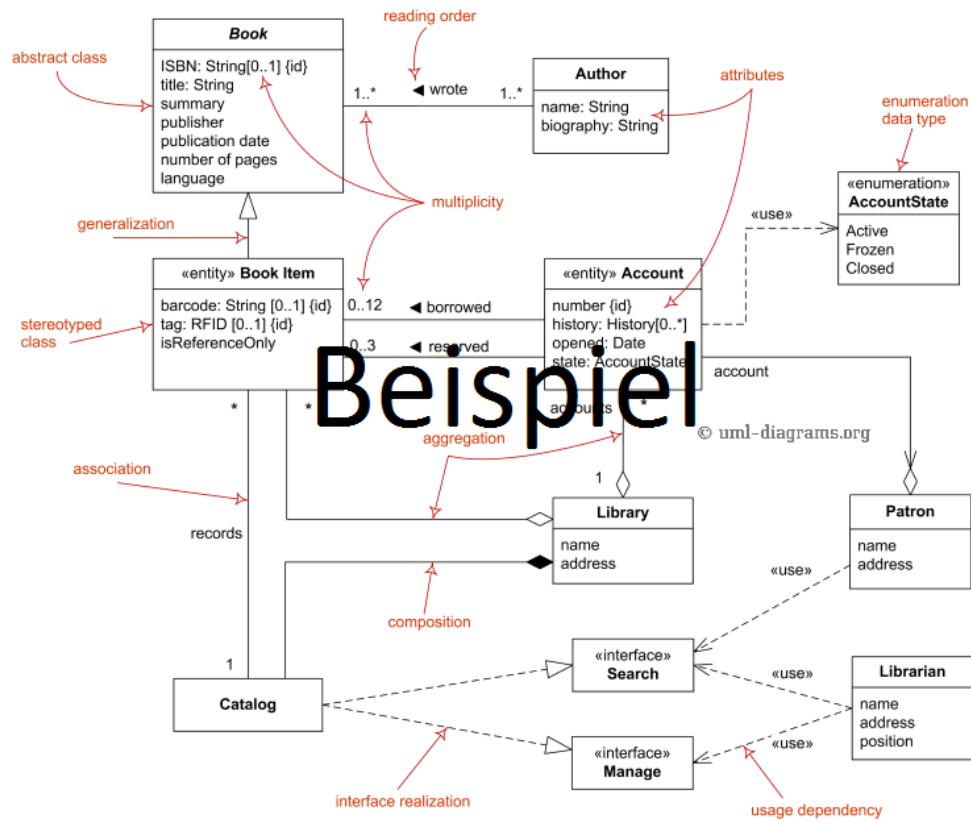 reading order
Book
abstract class
ISBN: String[0..1] {id}
title: String
summary
publisher
publication date
number of pages
language
1..*
◄ wrote
1..*
Author
name: String
biography: String
attributes
enumeration
data type
«enumeration»
AccountState
Active
Frozen
Closed
multiplicity
«use»
generalization
«entity» Book Item
barcode: String [0..1] {id}
tag: RFID [0..1] {id}
isReferenceOnly
stereotyped
class
0..12
◄ borrowed
0..3
◄ reserved
«entity» Account
number {id}
history: History[0..*]
opened: Date
state: AccountState
account
Beispiel
*
*
accounts
*
© uml-diagrams.org
aggregation
association
1
records
Library
name
address
Patron
name
address
composition
«use»
1
Catalog
«interface»
Search
«use»
Librarian
name
address
position
«interface»
Manage
«use»
interface realization
usage dependency